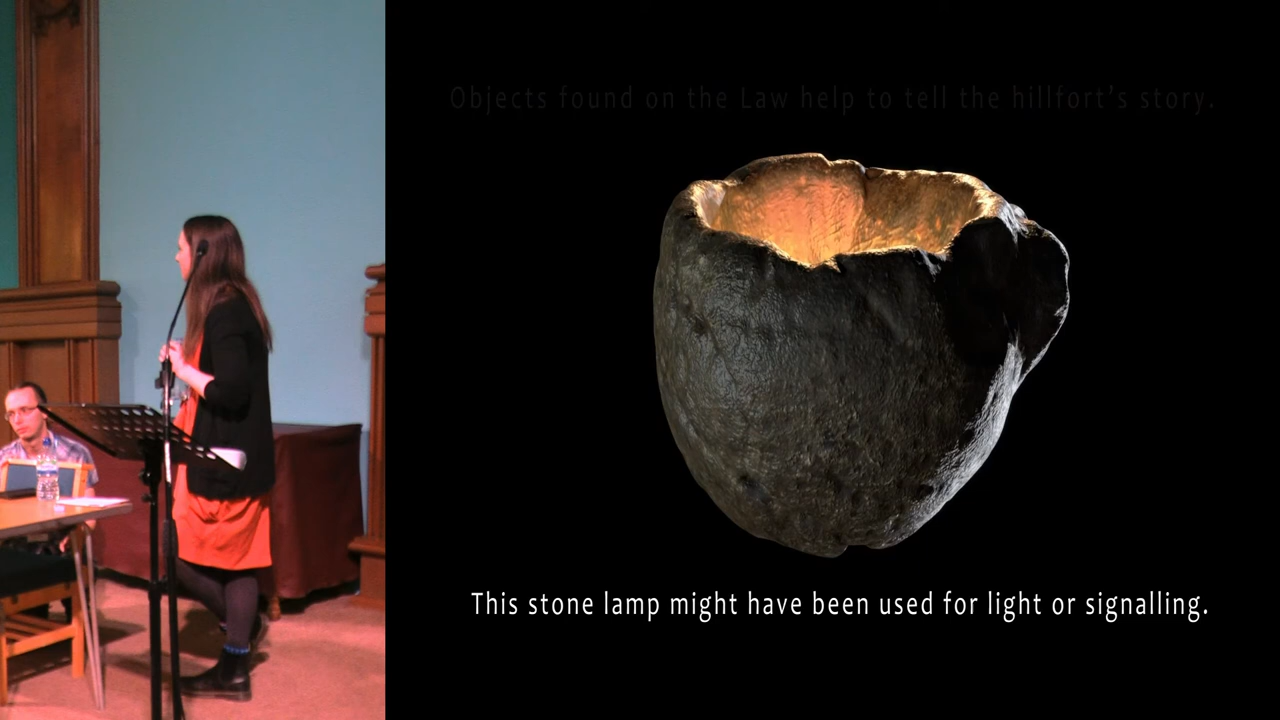 Objects found on the Law help to tell the hillfort's story.
This stone lamp might have been used for light or signalling.